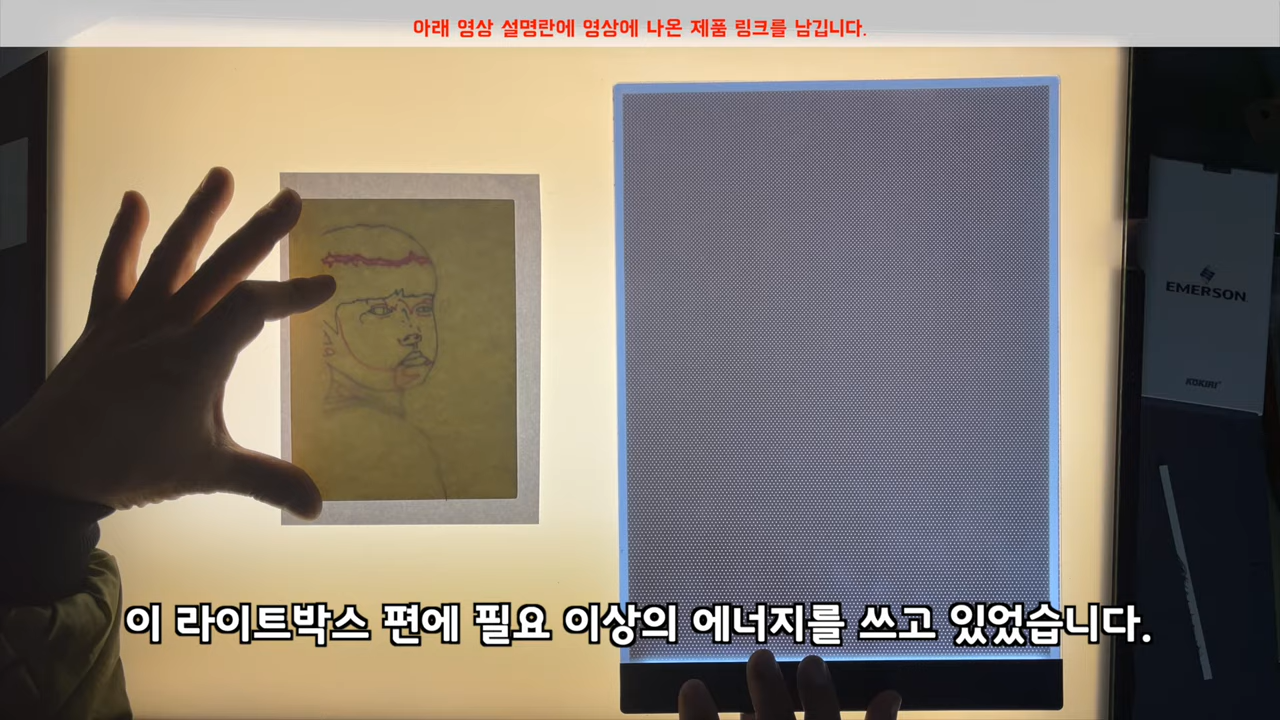 아래 영상 설명란에 영상에 나온 제품 링크를 남깁니다.
EMERSON
KOKIRI
이 라이트박스 편에 필요 이상의 에너지를 쓰고 있었습니다.